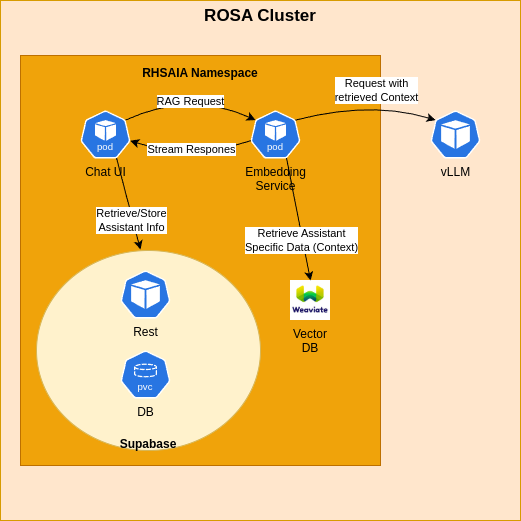 ROSA Cluster
RHSAIA Namespace
Request with
retrieved Context
RAG Request
pod
Stream Respones
pod
Chat UI
Embedding
Service
vLLM
Retrieve/Store
Assistant Info
Retrieve Assistant
Specific Data (Context)
Weaviate
Rest
Vector
DB
pvc
DB
Supabase